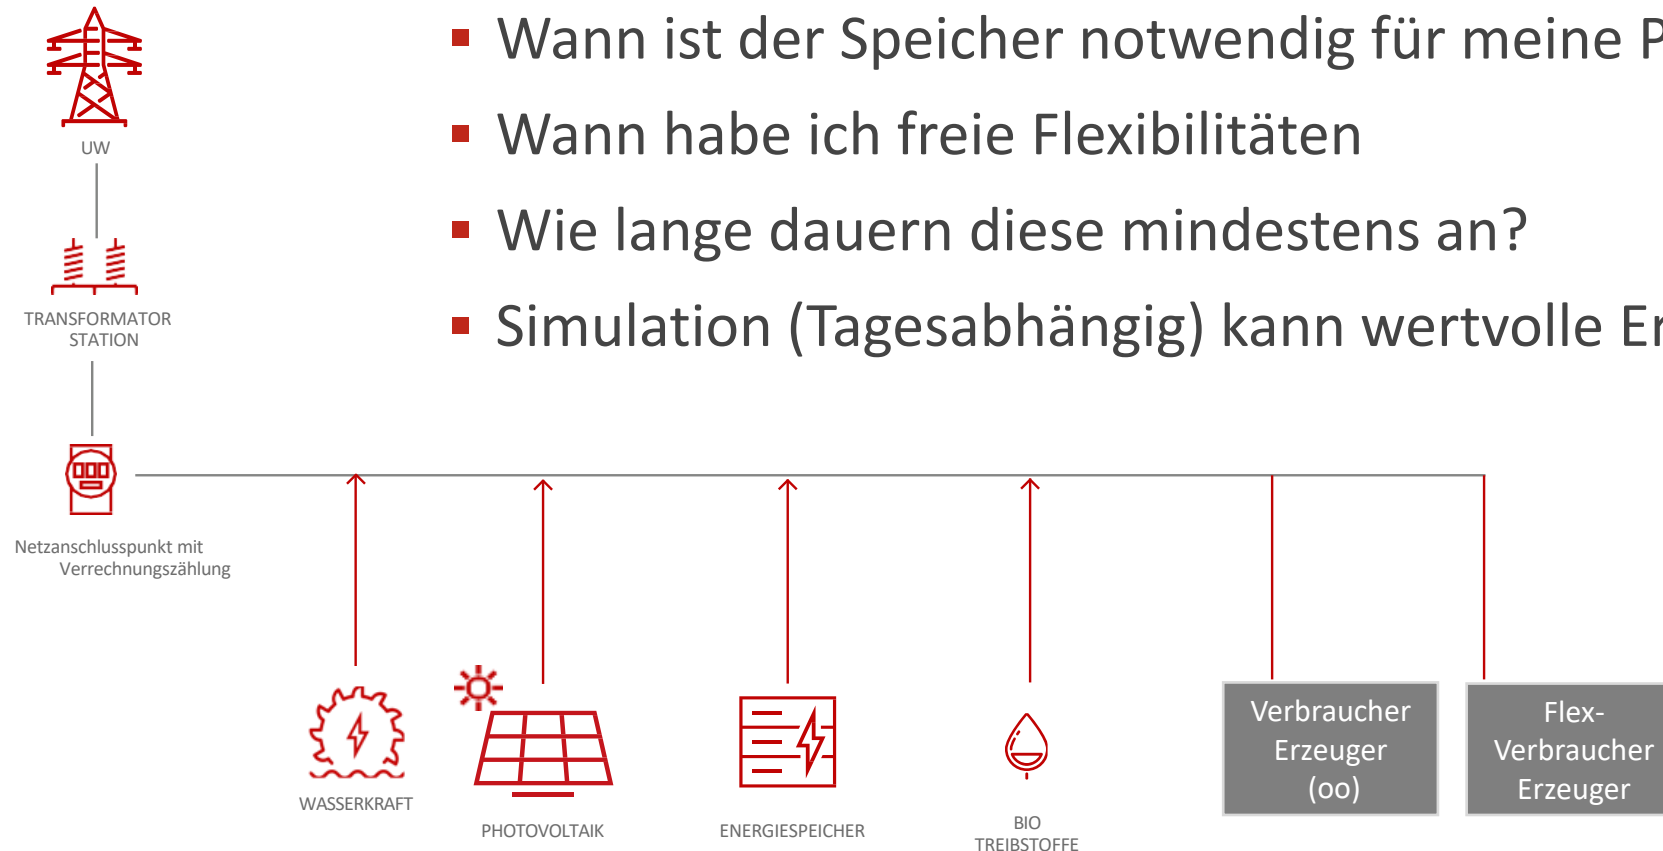 Wann ist der Speicher notwendig für meine P
Wann habe ich freie Flexibilitäten
Wie lange dauern diese mindestens an?
Simulation (Tagesabhängig) kann wertvolle Er
UW
TRANSFORMATOR
STATION
Netzanschlusspunkt mit
Verrechnungszählung
WASSERKRAFT
PHOTOVOLTAIK
ENERGIESPEICHER
BIO
TREIBSTOFFE
Verbraucher
Erzeuger
(oo)
Flex-
Verbraucher
Erzeuger